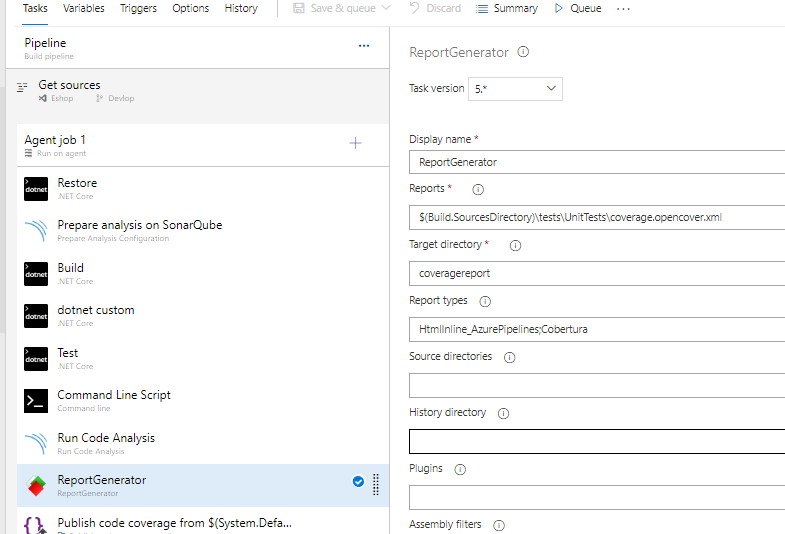 Tasks Variables Triggers Options History Save & queue Discard Summary Queue ...
Pipeline
Build pipeline
...
Get sources
Eshop Devlop
Agent job 1
Run on agent
Restore
.NET Core
Prepare analysis on SonarQube
Prepare Analysis Configuration
Build
.NET Core
dotnet custom
.NET Core
Test
.NET Core
Command Line Script
Command line
Run Code Analysis
Run Code Analysis
ReportGenerator
ReportGenerator
Publish code coverage from $(System.Defa...
dotnet
dotnet
dotnet
dotnet
ReportGenerator
Task version 5.*
Display name *
ReportGenerator
Reports *
$(Build.SourcesDirectory)\tests\UnitTests\coverage.opencover.xml
Target directory *
coveragereport
Report types
HtmlInline_AzurePipelines;Cobertura
Source directories
History directory
Plugins
Assembly filters